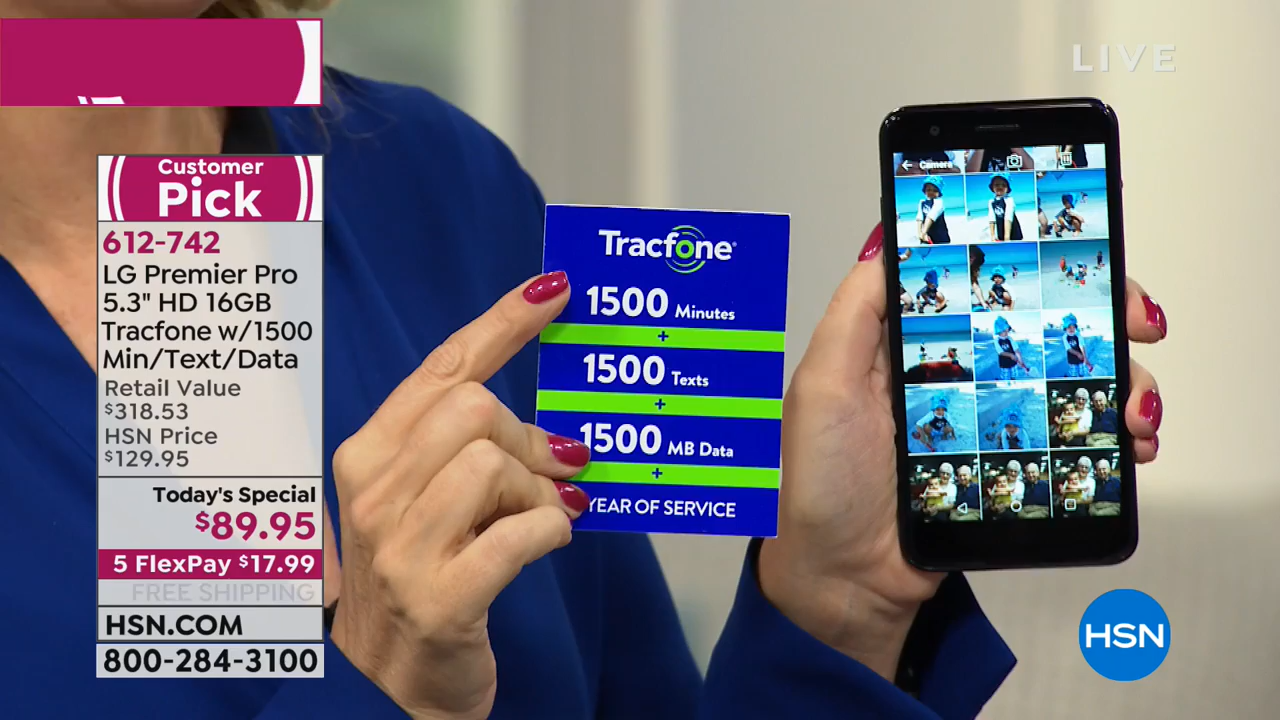 LIVE
Customer
Pick
612-742
LG Premier Pro
5.3" HD 16GB
Tracfone w/1500
Min/Text/Data
Retail Value
$318.53
HSN Price
$129.95
Today's Special
$89.95
5 FlexPay $17.99
FREE SHIPPING
HSN.COM
800-284-3100
Tracfone
1500 Minutes
+
1500 Texts
+
1500 MB Data
+
YEAR OF SERVICE
Camera
HSN